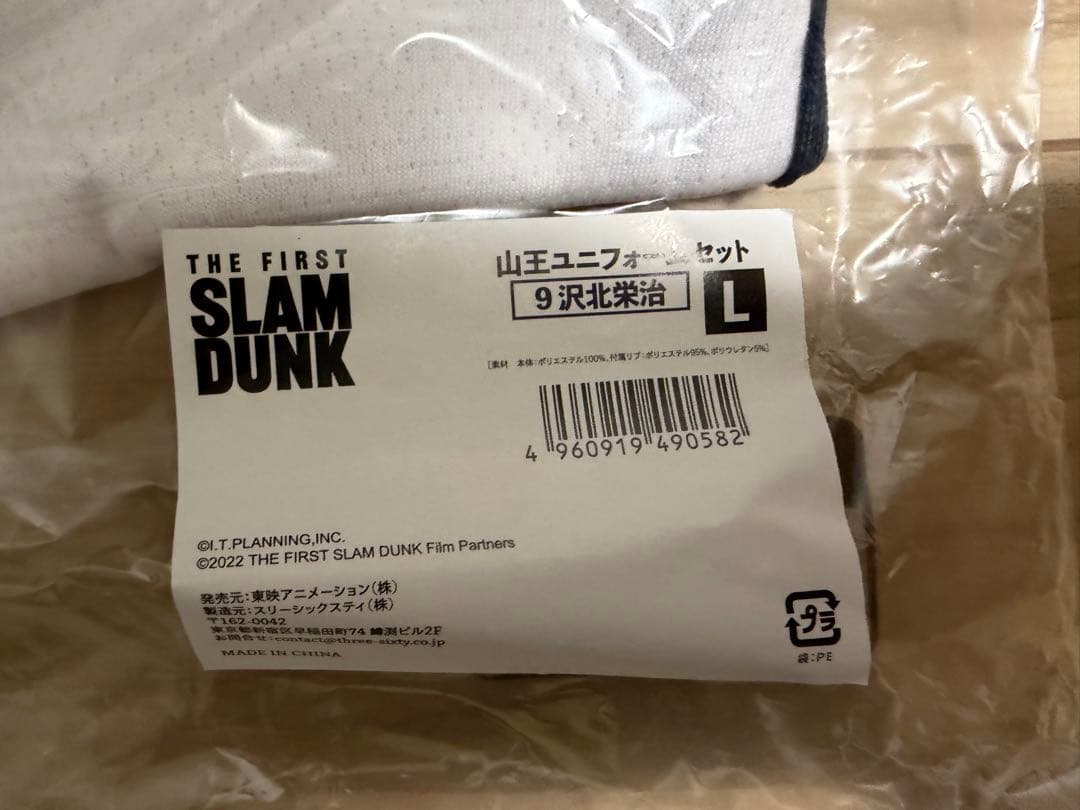 THE FIRST
SLAM
DUNK
山王ユニフォームセット
9 沢北栄治
L
[素材 本体:ポリエステル100%、付属リブ:ポリエステル95%、ポリウレタン5%]
4 960919 490582
©I.T.PLANNING,INC.
©2022 THE FIRST SLAM DUNK Film Partners
発売元:東映アニメーション(株)
製造元:スリーシックスティ(株)
〒162-0042
東京都新宿区早稲田町74 鱒渕ビル2F
お問合せ:contact@three-sixty.co.jp
MADE IN CHINA
プラ
袋:PE